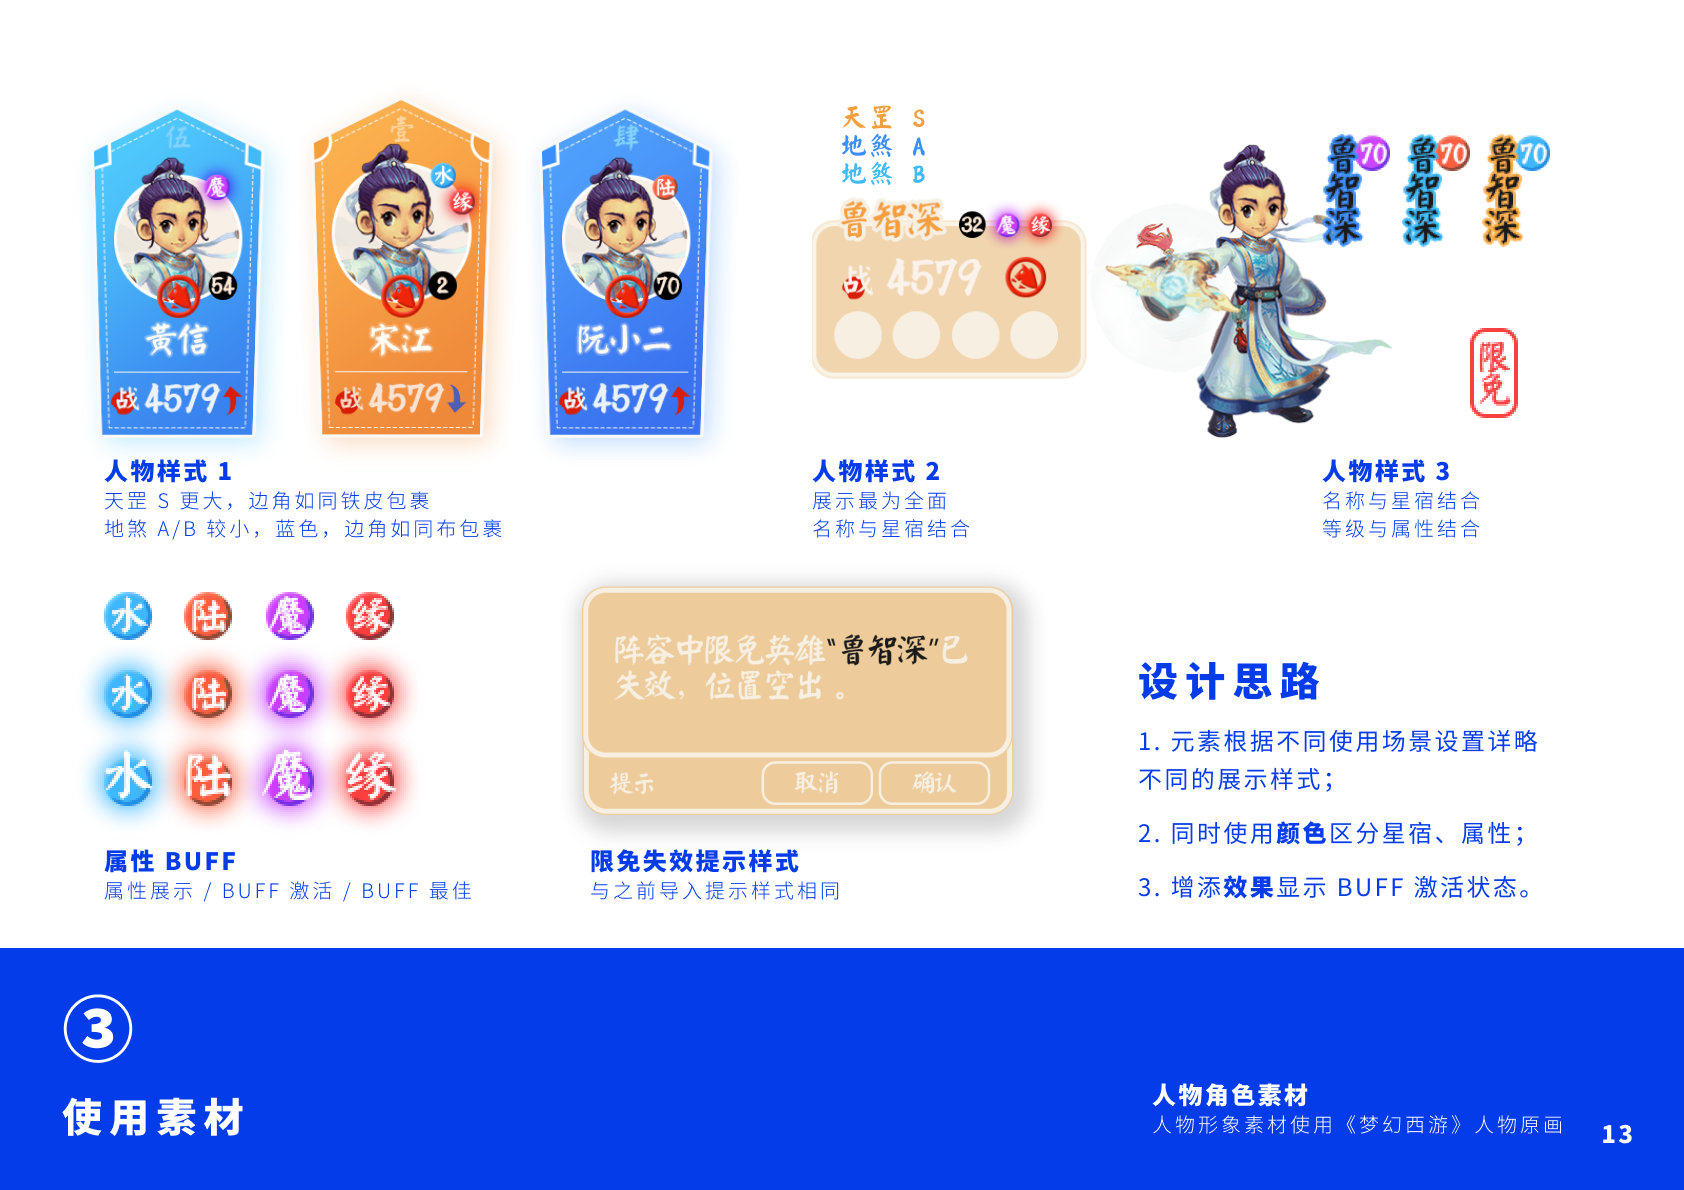 伍
魔
54
黃信
战 4579
壹
水
缘
2
宋江
战 4579
肆
陆
70
阮小二
战 4579
人物样式 1
天罡 S 更大，边角如同铁皮包裹
地煞 A/B 较小，蓝色，边角如同布包裹
天罡 S
地煞 A
地煞 B
鲁智深 32 魔 缘
战 4579
人物样式 2
展示最为全面
名称与星宿结合
鲁智深 70
鲁智深 70
鲁智深 70
限免
人物样式 3
名称与星宿结合
等级与属性结合
水 陆 魔 缘
水 陆 魔 缘
水 陆 魔 缘
属性 BUFF
属性展示 / BUFF 激活 / BUFF 最佳
阵容中限免英雄“鲁智深”已
失效，位置空出。
提示 取消 确认
限免失效提示样式
与之前导入提示样式相同
设计思路
1. 元素根据不同使用场景设置详略
不同的展示样式；
2. 同时使用颜色区分星宿、属性；
3. 增添效果显示 BUFF 激活状态。
3
使用素材
人物角色素材
人物形象素材使用《梦幻西游》人物原画
13